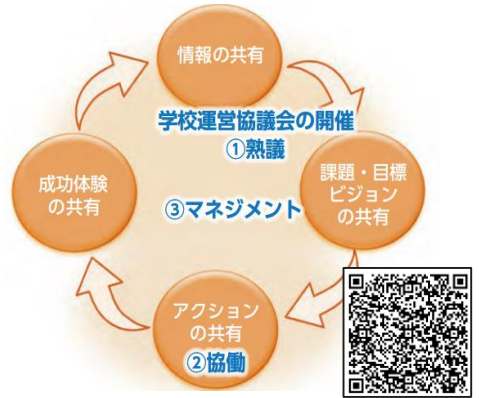 情報の共有
学校運営協議会の開催
①熟議
課題・目標
ビジョン
の共有
成功体験
の共有
③マネジメント
アクション
の共有
②協働